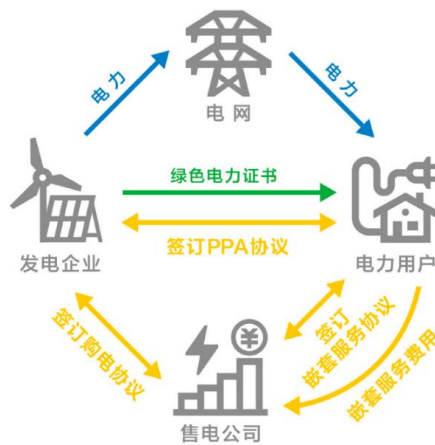 电力
电力
电网
绿色电力证书
签订PPA协议
发电企业
电力用户
签订购电协议
¥
签订
嵌套服务协议
嵌套服务费用
售电公司